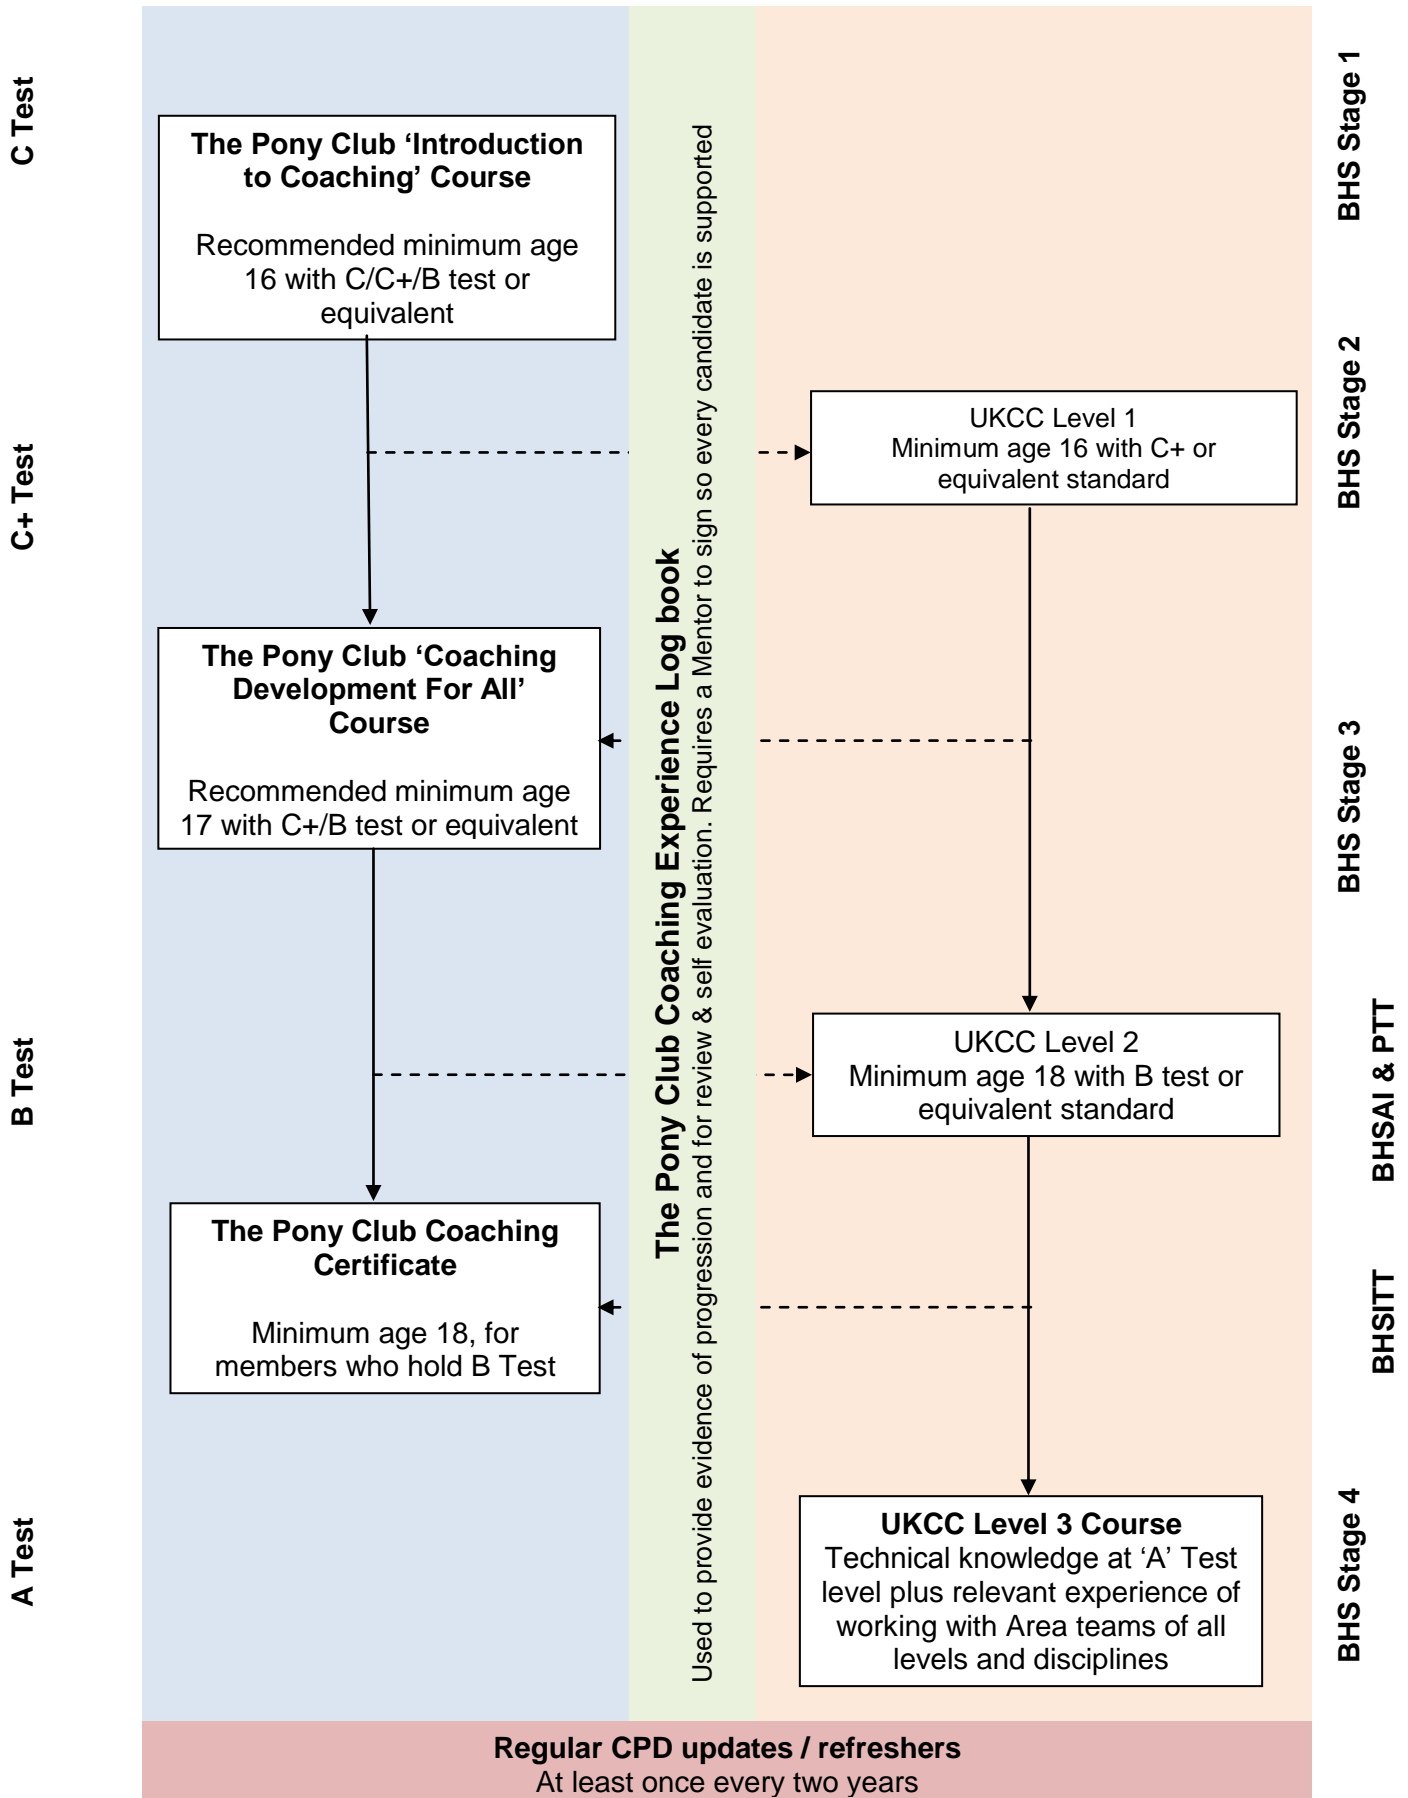 C Test
C+ Test
B Test
A Test
The Pony Club ‘Introduction
to Coaching’ Course
Recommended minimum age
16 with C/C+/B test or
equivalent
The Pony Club ‘Coaching
Development For All’
Course
Recommended minimum age
17 with C+/B test or equivalent
The Pony Club Coaching
Certificate
Minimum age 18, for
members who hold B Test
The Pony Club Coaching Experience Log book
Used to provide evidence of progression and for review & self evaluation. Requires a Mentor to sign so every candidate is supported
UKCC Level 1
Minimum age 16 with C+ or
equivalent standard
UKCC Level 2
Minimum age 18 with B test or
equivalent standard
UKCC Level 3 Course
Technical knowledge at ‘A’ Test
level plus relevant experience of
working with Area teams of all
levels and disciplines
BHS Stage 1
BHS Stage 2
BHS Stage 3
BHSAI & PTT
BHSITT
BHS Stage 4
Regular CPD updates / refreshers
At least once every two years